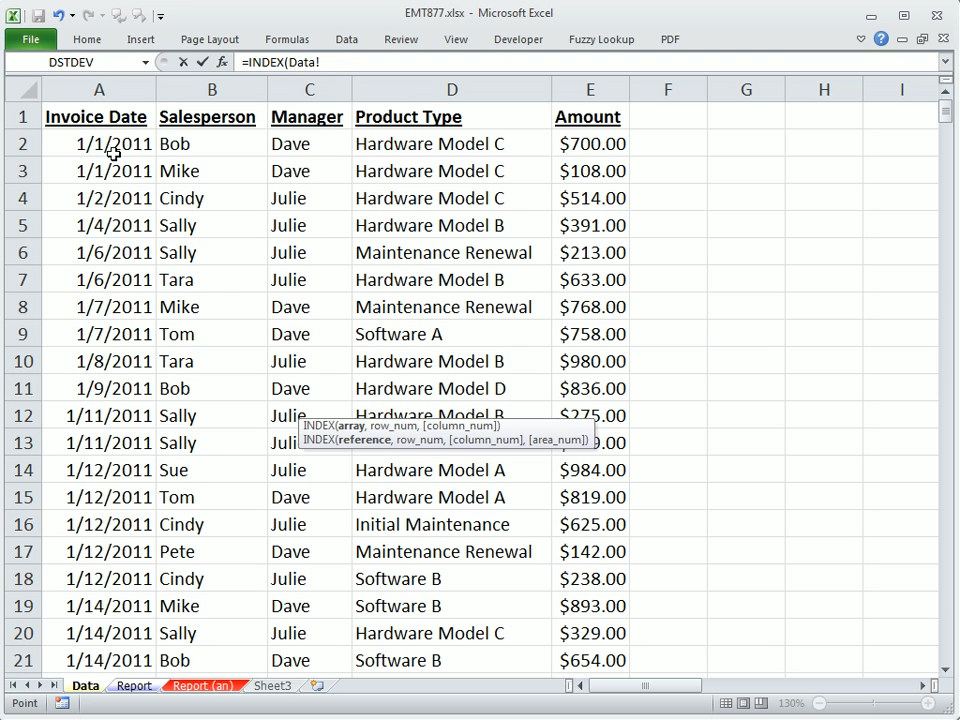 EMT877.xlsx - Microsoft Excel
File Home Insert Page Layout Formulas Data Review View Developer Fuzzy Lookup PDF
DSTDEV fx =INDEX(Data!
A B C D E F G H I
1 Invoice Date Salesperson Manager Product Type Amount
2 1/1/2011 Bob Dave Hardware Model C $700.00
3 1/1/2011 Mike Dave Hardware Model C $108.00
4 1/2/2011 Cindy Julie Hardware Model C $514.00
5 1/4/2011 Sally Julie Hardware Model B $391.00
6 1/6/2011 Sally Julie Maintenance Renewal $213.00
7 1/6/2011 Tara Julie Hardware Model B $633.00
8 1/7/2011 Mike Dave Maintenance Renewal $768.00
9 1/7/2011 Tom Dave Software A $758.00
10 1/8/2011 Tara Julie Hardware Model B $980.00
11 1/9/2011 Bob Dave Hardware Model D $836.00
12 1/11/2011 Sally Julie Hardware Model B $275.00
INDEX(array, row_num, [column_num])
INDEX(reference, row_num, [column_num], [area_num])
13 1/11/2011 Sally
14 1/12/2011 Sue Julie Hardware Model A $984.00
15 1/12/2011 Tom Dave Hardware Model A $819.00
16 1/12/2011 Cindy Julie Initial Maintenance $625.00
17 1/12/2011 Pete Dave Maintenance Renewal $142.00
18 1/12/2011 Cindy Julie Software B $238.00
19 1/14/2011 Mike Dave Software B $893.00
20 1/14/2011 Sally Julie Hardware Model C $329.00
21 1/14/2011 Bob Dave Software B $654.00
Data Report Report (an) Sheet3
Point 130%